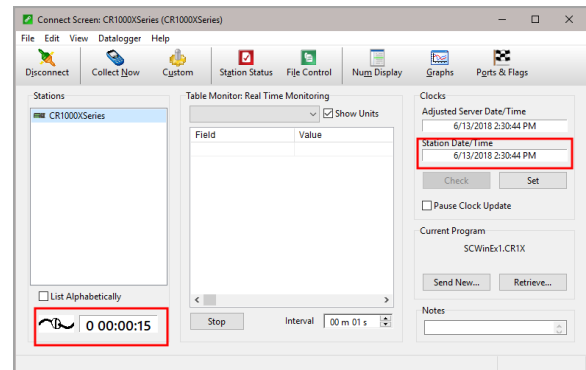 Connect Screen: CR1000XSeries (CR1000XSeries)
File Edit View Datalogger Help
Disconnect Collect Now Custom Station Status File Control Num Display Graphs Ports & Flags
Stations
CR1000XSeries
List Alphabetically
0 00:00:15
Table Monitor: Real Time Monitoring
Show Units
Field Value
Stop Interval 00 m 01 s
Clocks
Adjusted Server Date/Time
6/13/2018 2:30:44 PM
Station Date/Time
6/13/2018 2:30:44 PM
Check Set
Pause Clock Update
Current Program
SCWinEx1.CR1X
Send New... Retrieve...
Notes